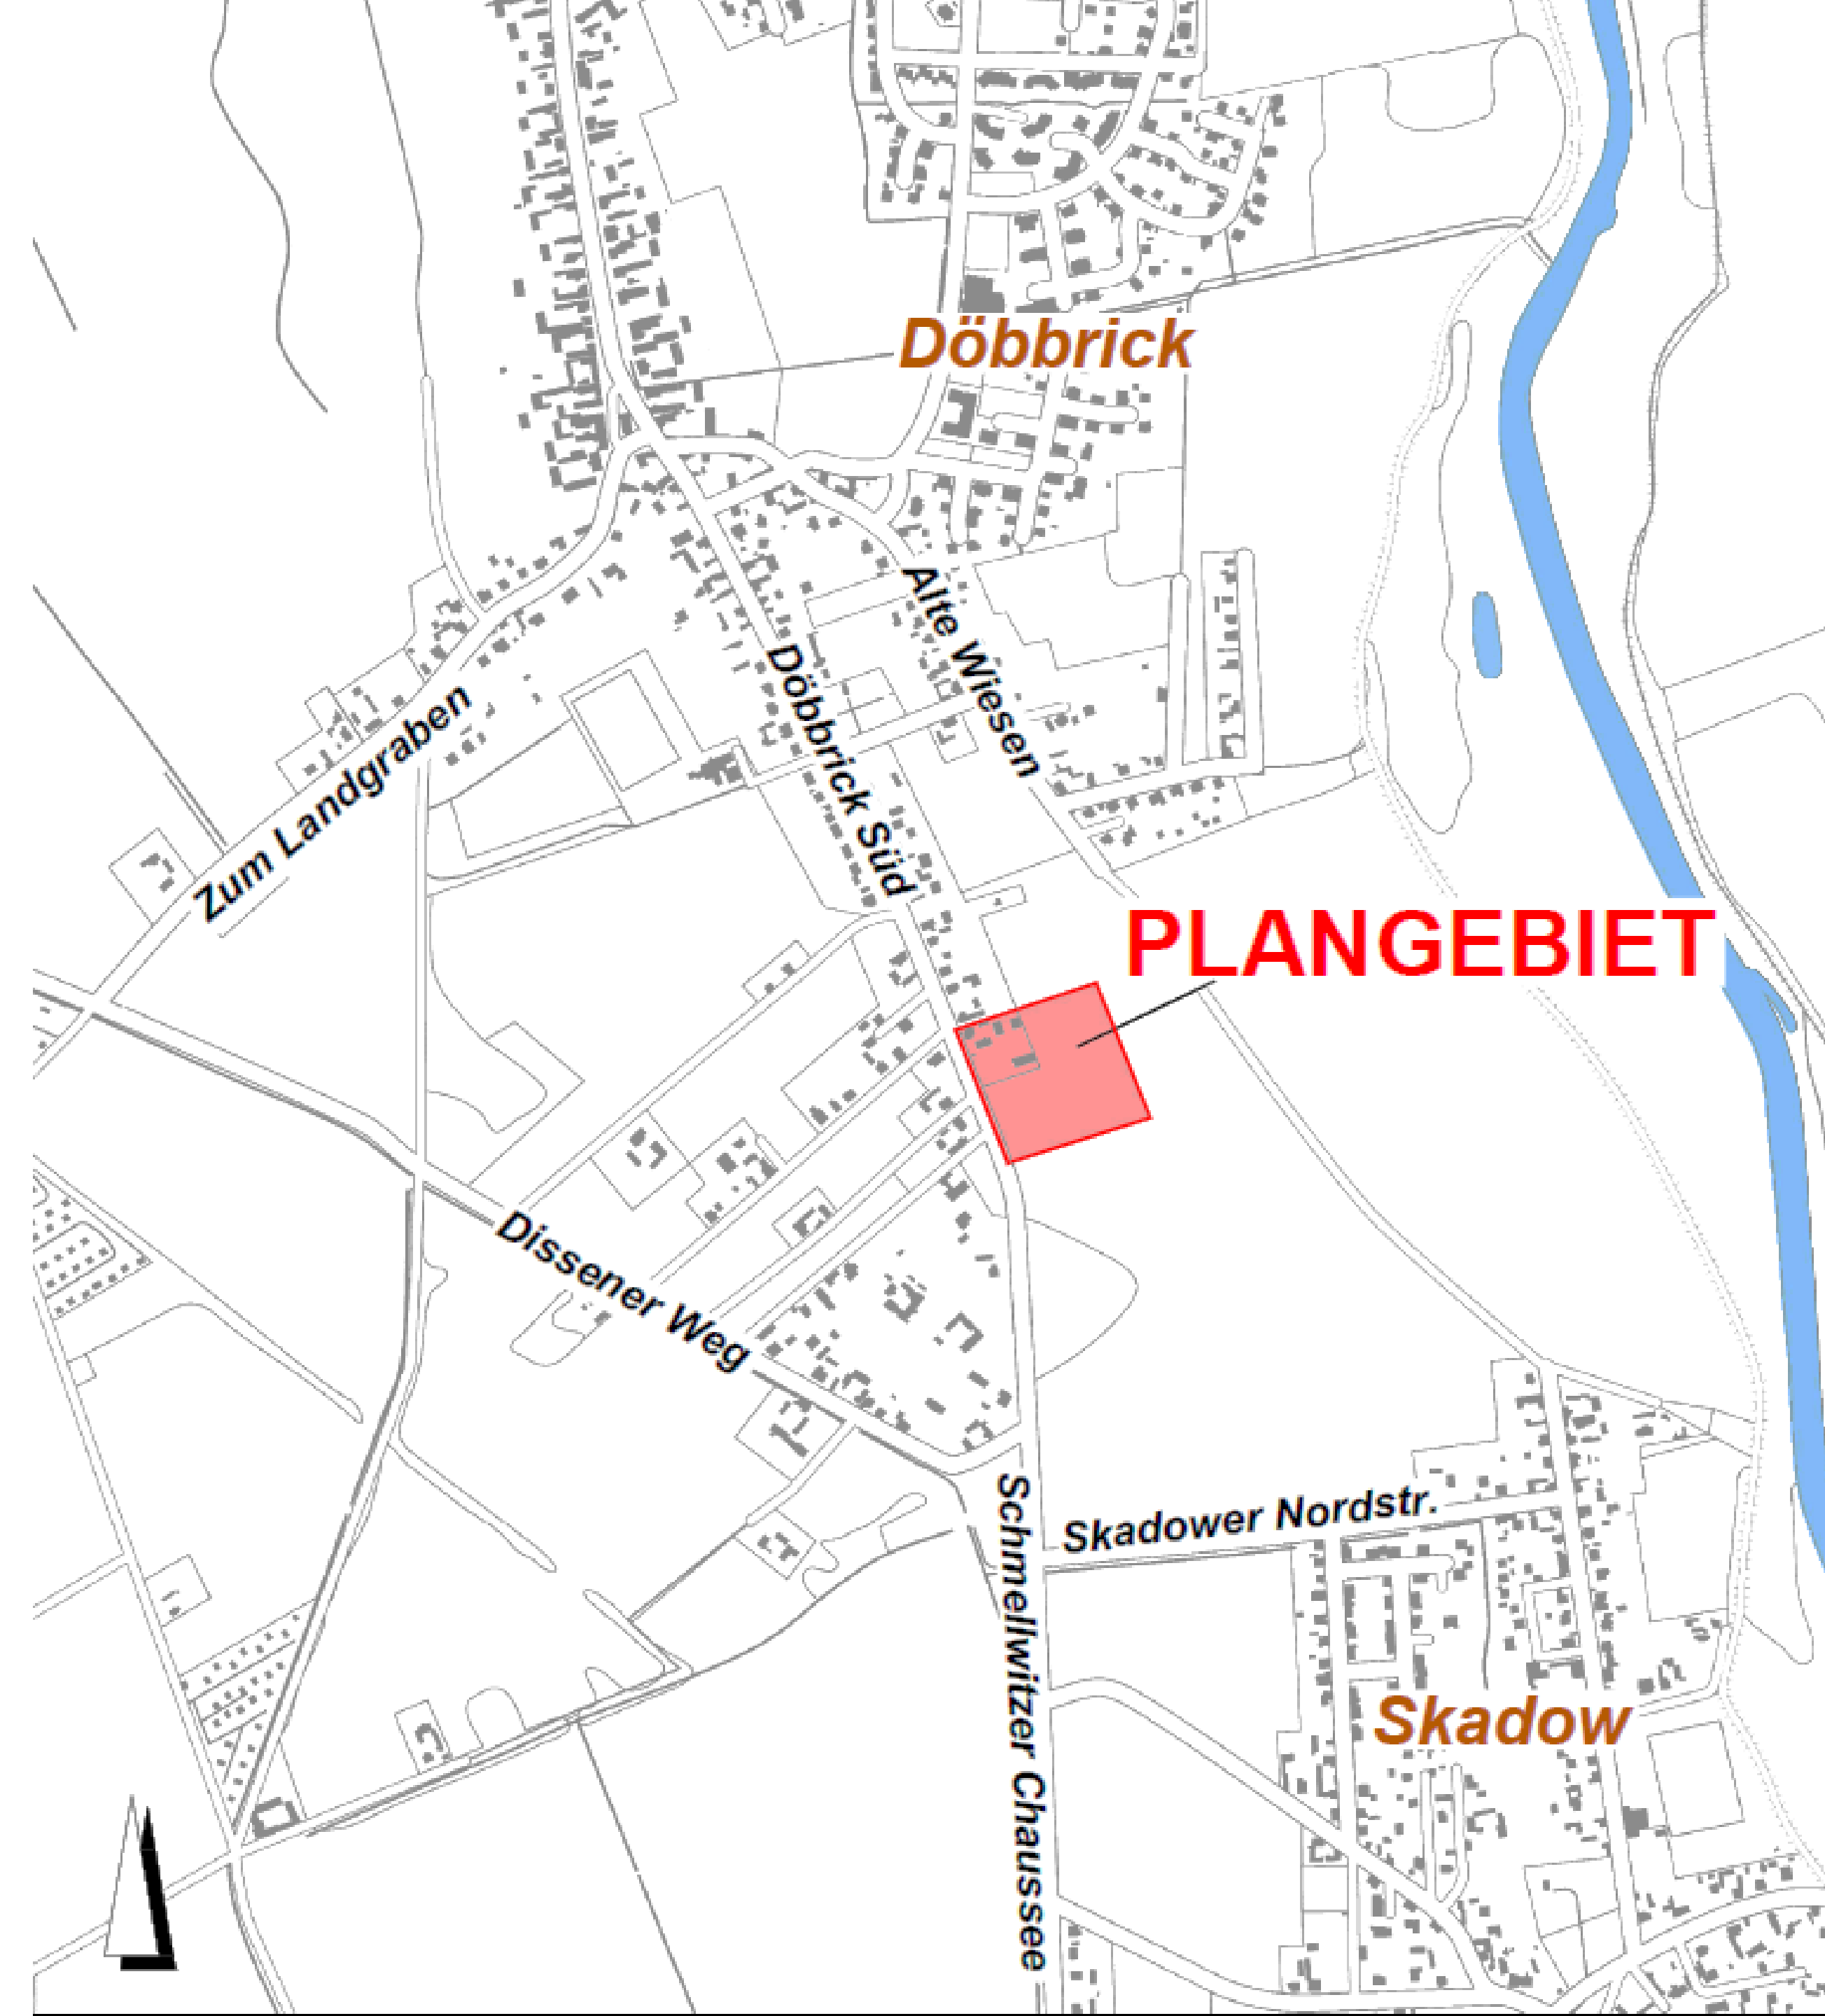 Döbbrick
Alte Wiesen
Döbbrick Süd
Zum Landgraben
PLANGEBIET
Dissener Weg
Schmellwitzer Chaussee
Skadower Nordstr.
Skadow